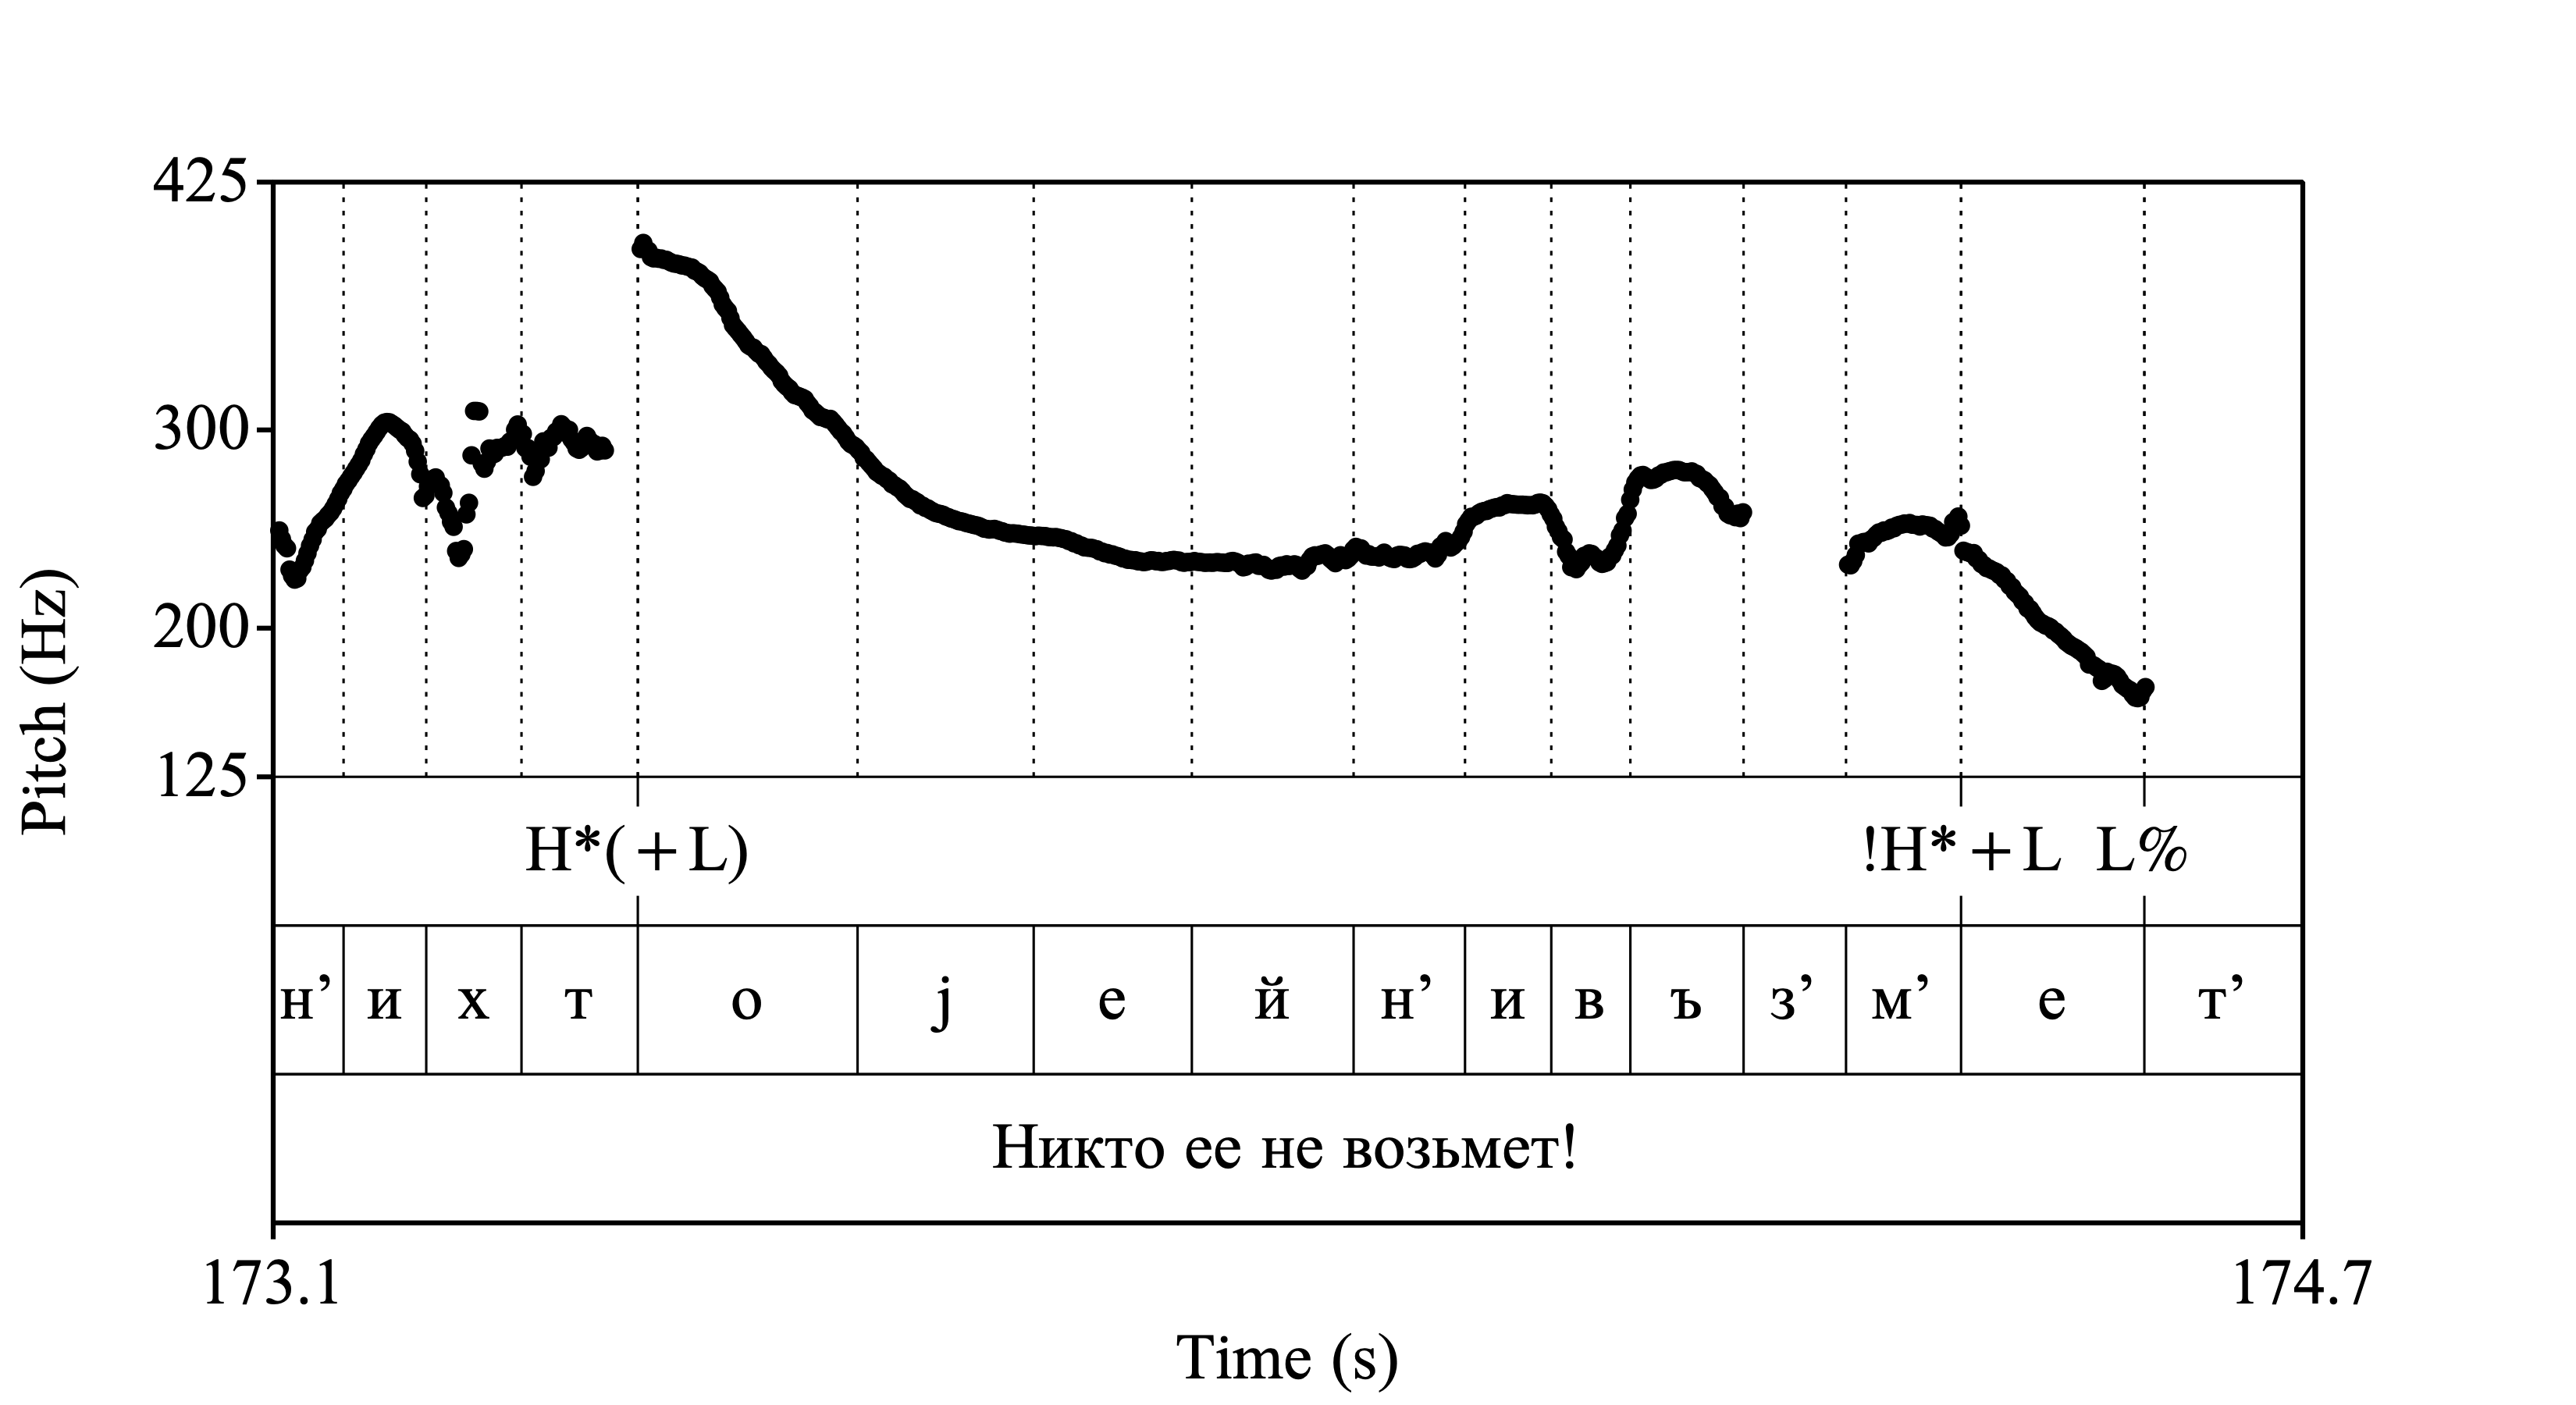 425
300
200
125
Pitch (Hz)
H*(+L) !H*+L L%
н’ и х т о j е й н’ и в ъ з’ м’ е т’
Никто ее не возьмет!
173.1 174.7
Time (s)